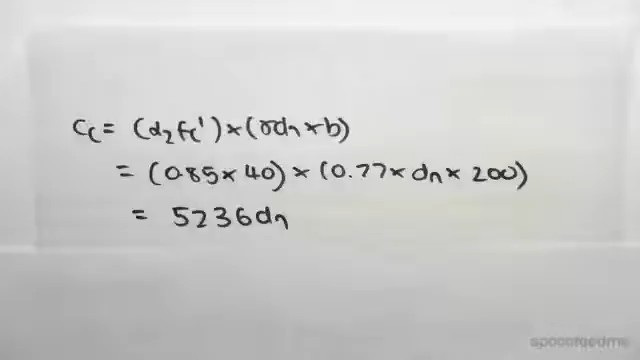 Cc = (α2fc') × (γdn × b)
= (0.85 × 40) × (0.77 × dn × 200)
= 5236dn